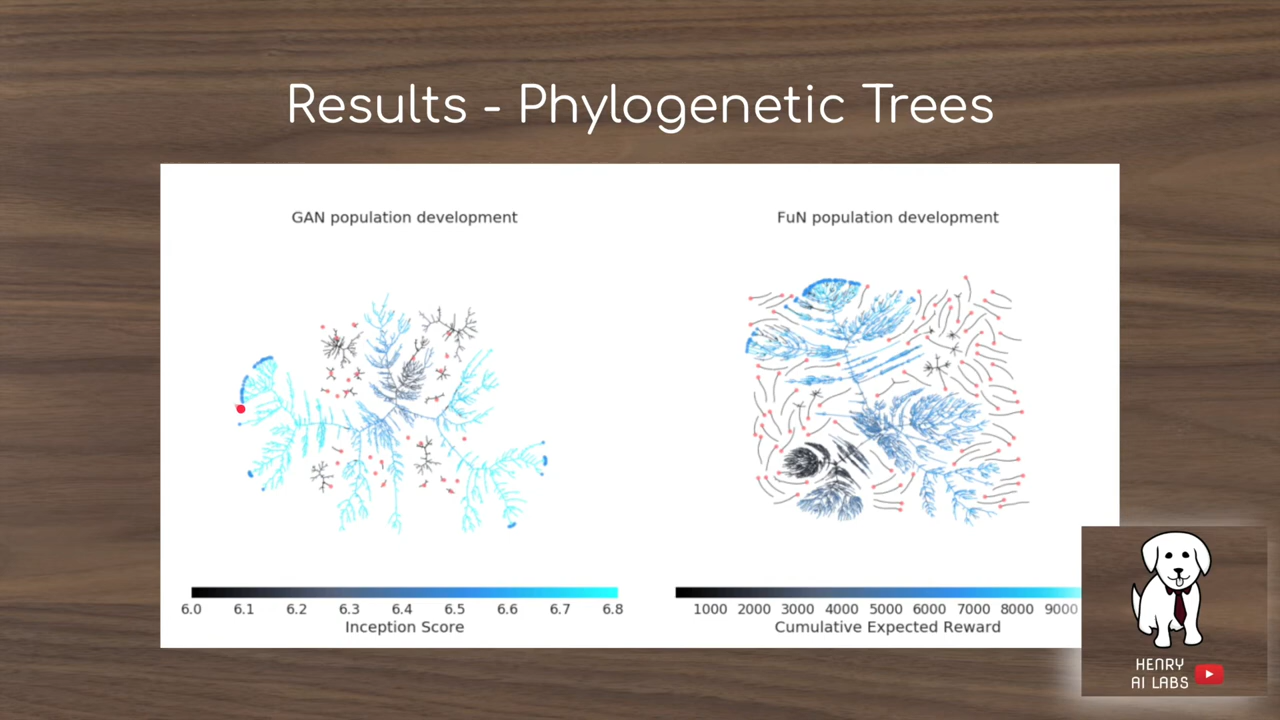 Results - Phylogenetic Trees
GAN population development
FuN population development
6.0 6.1 6.2 6.3 6.4 6.5 6.6 6.7 6.8
Inception Score
1000 2000 3000 4000 5000 6000 7000 8000 9000
Cumulative Expected Reward
HENRY
AI LABS